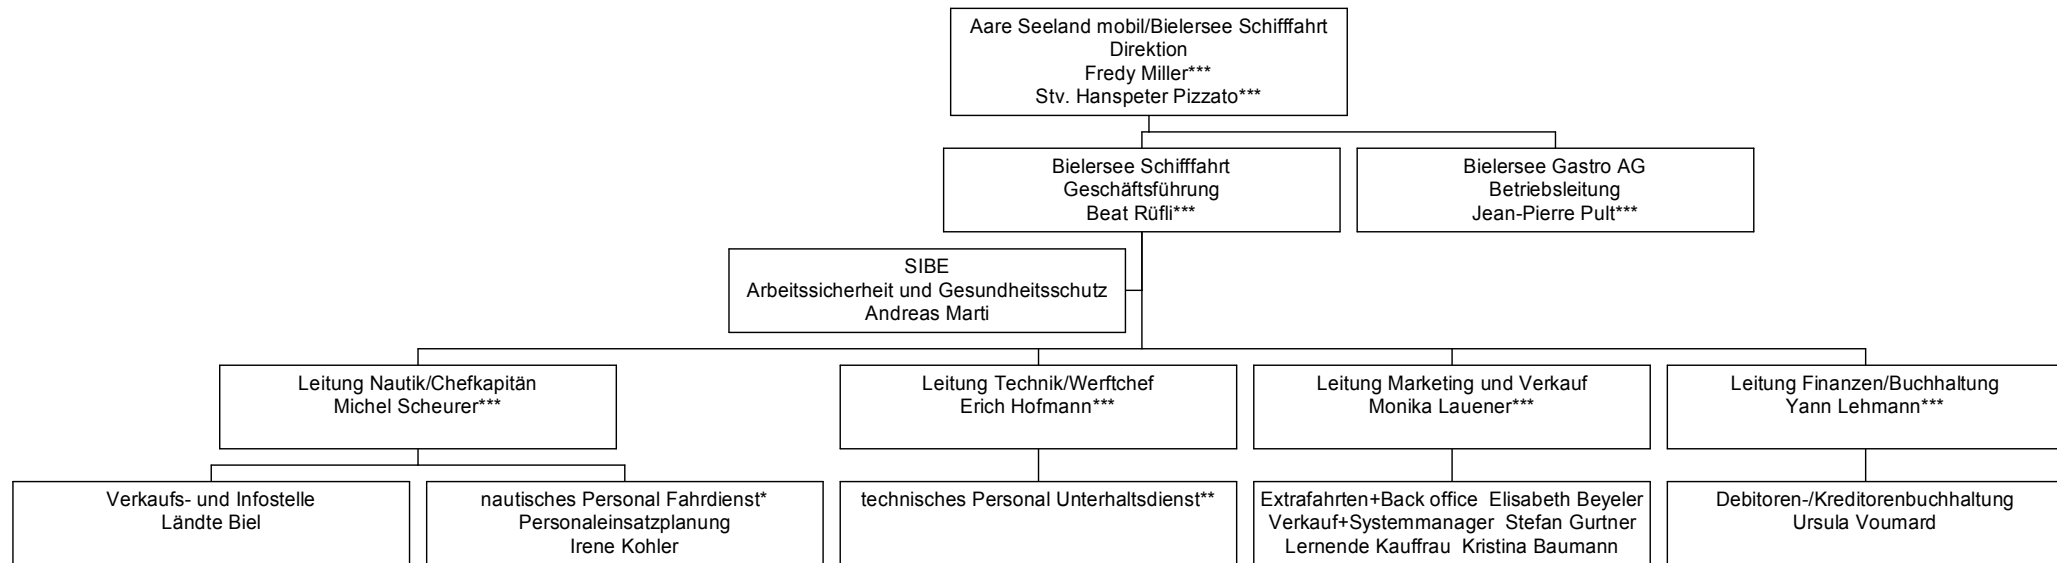 Aare Seeland mobil/Bielersee Schifffahrt
Direktion
Fredy Miller***
Stv. Hanspeter Pizzato***
Bielersee Schifffahrt
Geschäftsführung
Beat Rüfli***
Bielersee Gastro AG
Betriebsleitung
Jean-Pierre Pult***
SIBE
Arbeitssicherheit und Gesundheitsschutz
Andreas Marti
Leitung Nautik/Chefkapitän
Michel Scheurer***
Leitung Technik/Werftchef
Erich Hofmann***
Leitung Marketing und Verkauf
Monika Lauener***
Leitung Finanzen/Buchhaltung
Yann Lehmann***
Verkaufs- und Infostelle
Ländte Biel
nautisches Personal Fahrdienst*
Personaleinsatzplanung
Irene Kohler
technisches Personal Unterhaltsdienst**
Extrafahrten+Back office Elisabeth Beyeler
Verkauf+Systemmanager Stefan Gurtner
Lernende Kauffrau Kristina Baumann
Debitoren-/Kreditorenbuchhaltung
Ursula Voumard